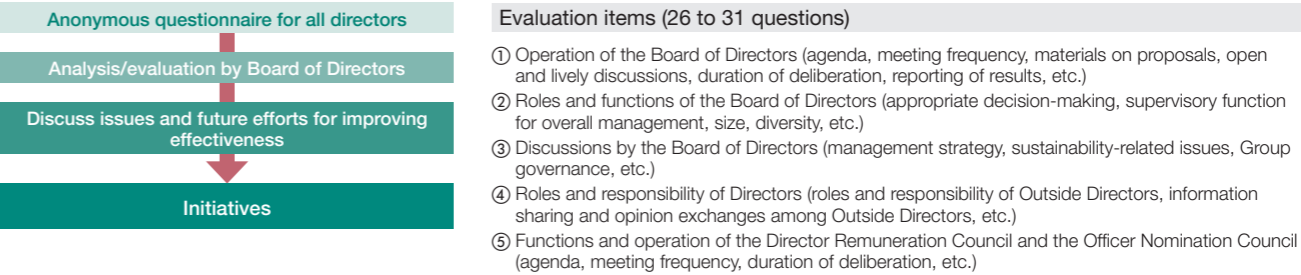 Anonymous questionnaire for all directors
Analysis/evaluation by Board of Directors
Discuss issues and future efforts for improving
effectiveness
Initiatives
Evaluation items (26 to 31 questions)
① Operation of the Board of Directors (agenda, meeting frequency, materials on proposals, open
and lively discussions, duration of deliberation, reporting of results, etc.)
② Roles and functions of the Board of Directors (appropriate decision-making, supervisory function
for overall management, size, diversity, etc.)
③ Discussions by the Board of Directors (management strategy, sustainability-related issues, Group
governance, etc.)
④ Roles and responsibility of Directors (roles and responsibility of Outside Directors, information
sharing and opinion exchanges among Outside Directors, etc.)
⑤ Functions and operation of the Director Remuneration Council and the Officer Nomination Council
(agenda, meeting frequency, duration of deliberation, etc.)